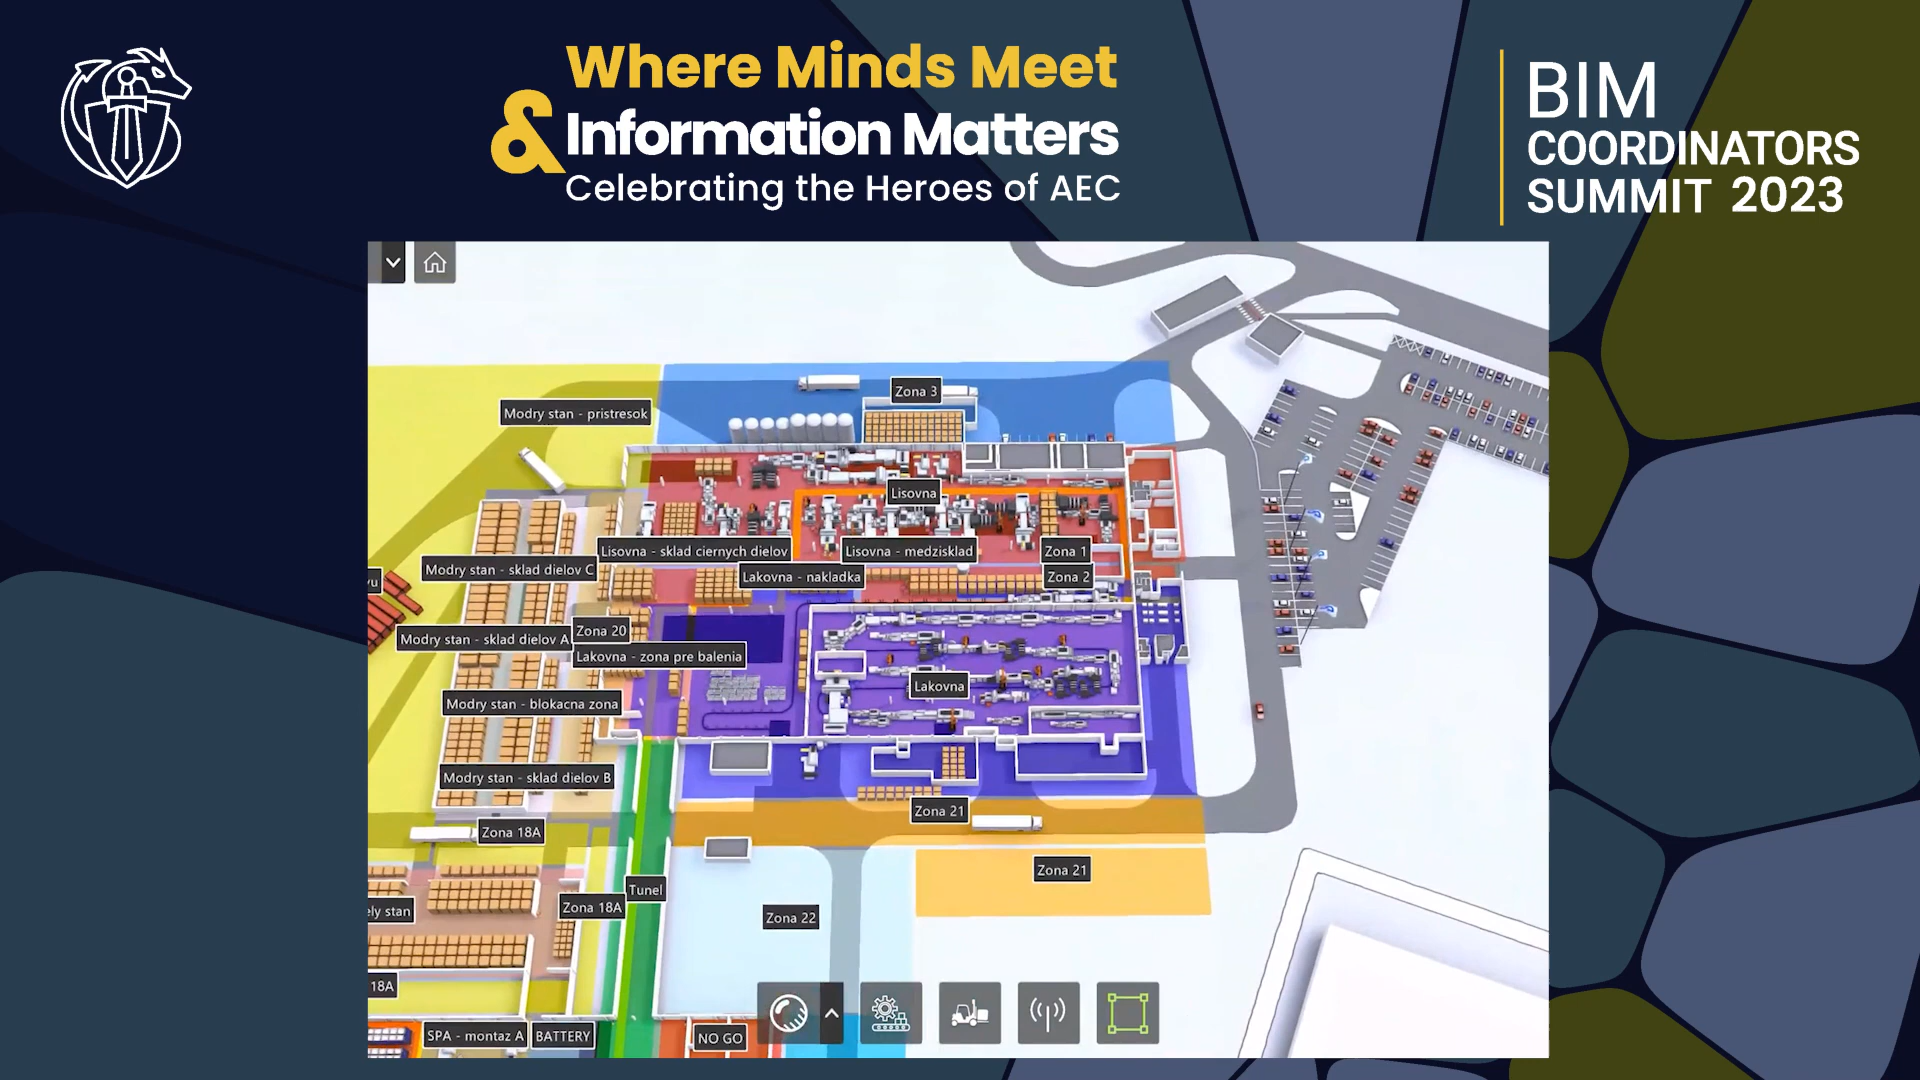 Where Minds Meet
& Information Matters
Celebrating the Heroes of AEC
BIM
COORDINATORS
SUMMIT 2023
Zona 3
Modry stan - pristresok
Lisovna
Lisovna - sklad ciernych dielov
Lisovna - medzisklad
Zona 1
Modry stan - sklad dielov C
Lakovna - nakladka
Zona 2
vu
Zona 20
Modry stan - sklad dielov A
Lakovna - zona pre balenia
Lakovna
Modry stan - blokacna zona
Modry stan - sklad dielov B
Zona 21
Zona 18A
Zona 21
Tunel
Zona 18A
ely stan
Zona 22
18A
SPA - montaz A
BATTERY
NO GO